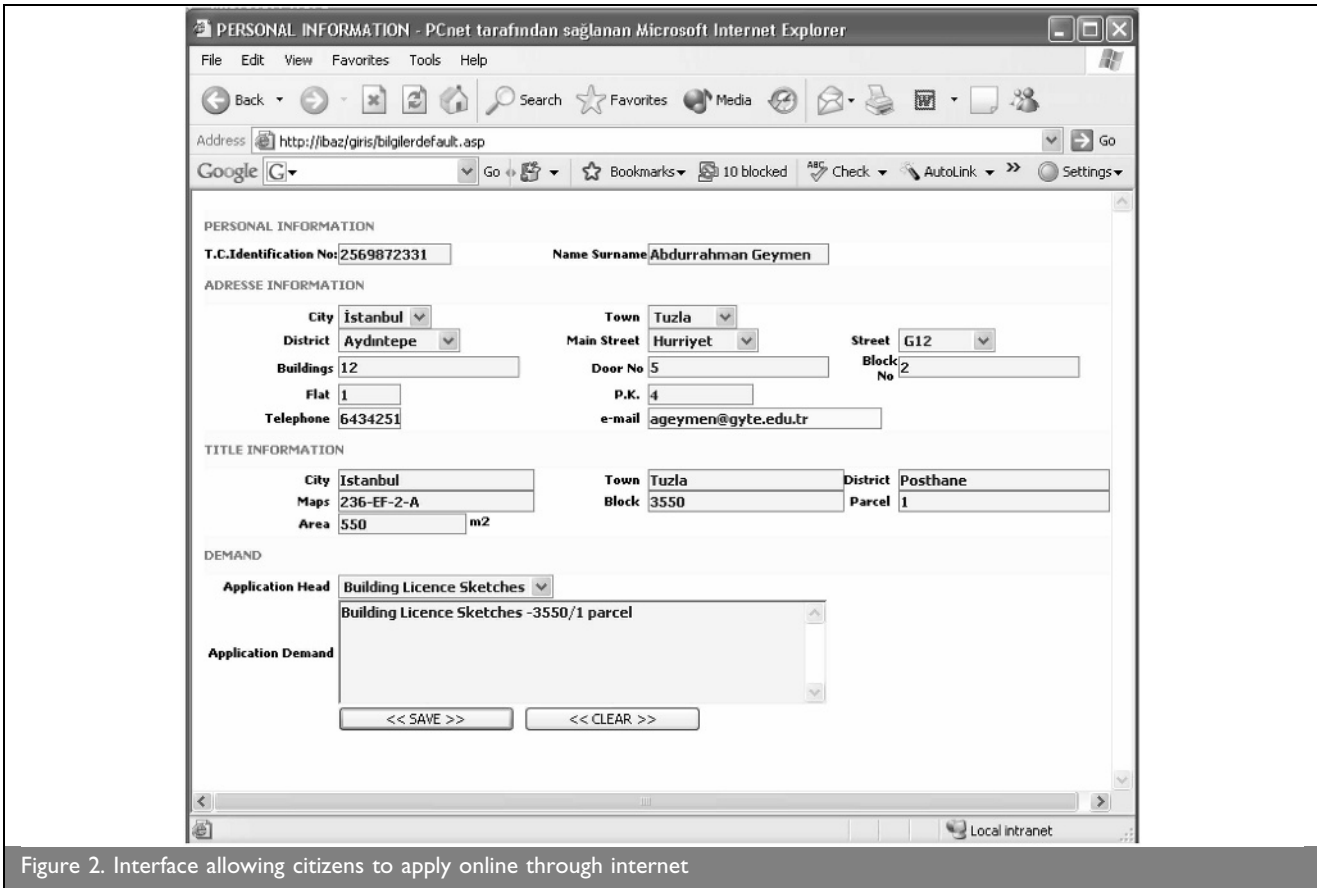 PERSONAL INFORMATION - PCnet tarafından sağlanan Microsoft Internet Explorer
File Edit View Favorites Tools Help
Back Search Favorites Media
Address http://ibaz/giris/bilgilerdefault.asp Go
Google G Go Bookmarks 10 blocked ABC Check AutoLink >> Settings
PERSONAL INFORMATION
T.C.Identification No: 2569872331 Name Surname Abdurrahman Geymen
ADRESSE INFORMATION
City İstanbul Town Tuzla
District Aydıntepe Main Street Hurriyet Street G12
Buildings 12 Door No 5 Block No 2
Flat 1 P.K. 4
Telephone 6434251 e-mail ageymen@gyte.edu.tr
TITLE INFORMATION
City Istanbul Town Tuzla District Posthane
Maps 236-EF-2-A Block 3550 Parcel 1
Area 550 m2
DEMAND
Application Head Building Licence Sketches
Building Licence Sketches -3550/1 parcel
Application Demand
<< SAVE >> << CLEAR >>
Local intranet
Figure 2. Interface allowing citizens to apply online through internet